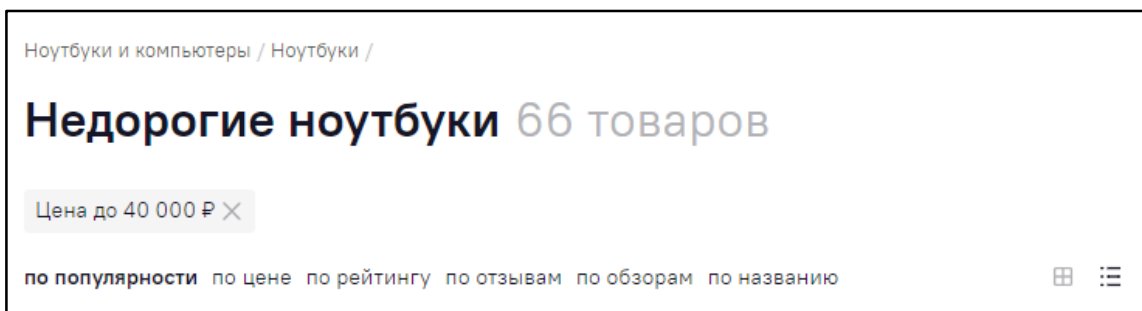 Ноутбуки и компьютеры / Ноутбуки /
Недорогие ноутбуки 66 товаров
Цена до 40 000 ₽
по популярности по цене по рейтингу по отзывам по обзорам по названию